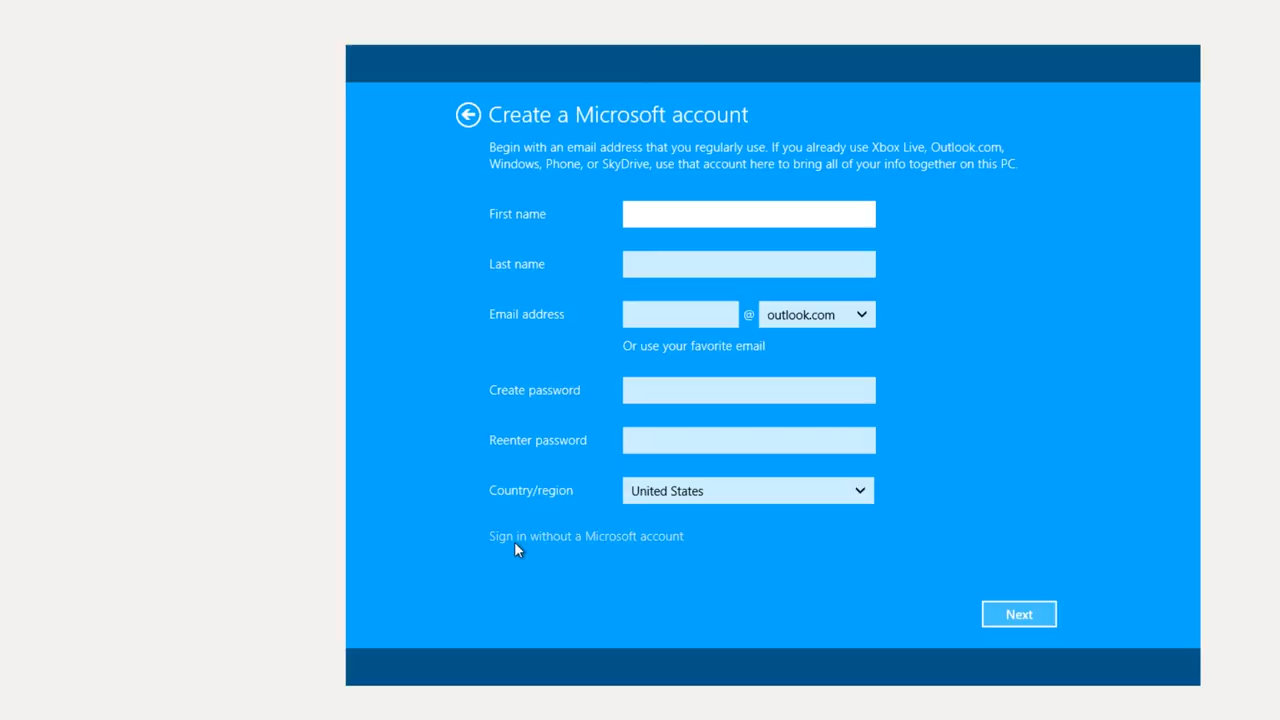 Create a Microsoft account
Begin with an email address that you regularly use. If you already use Xbox Live, Outlook.com,
Windows, Phone, or SkyDrive, use that account here to bring all of your info together on this PC.
First name
Last name
Email address
@
outlook.com
Or use your favorite email
Create password
Reenter password
Country/region
United States
Sign in without a Microsoft account
Next